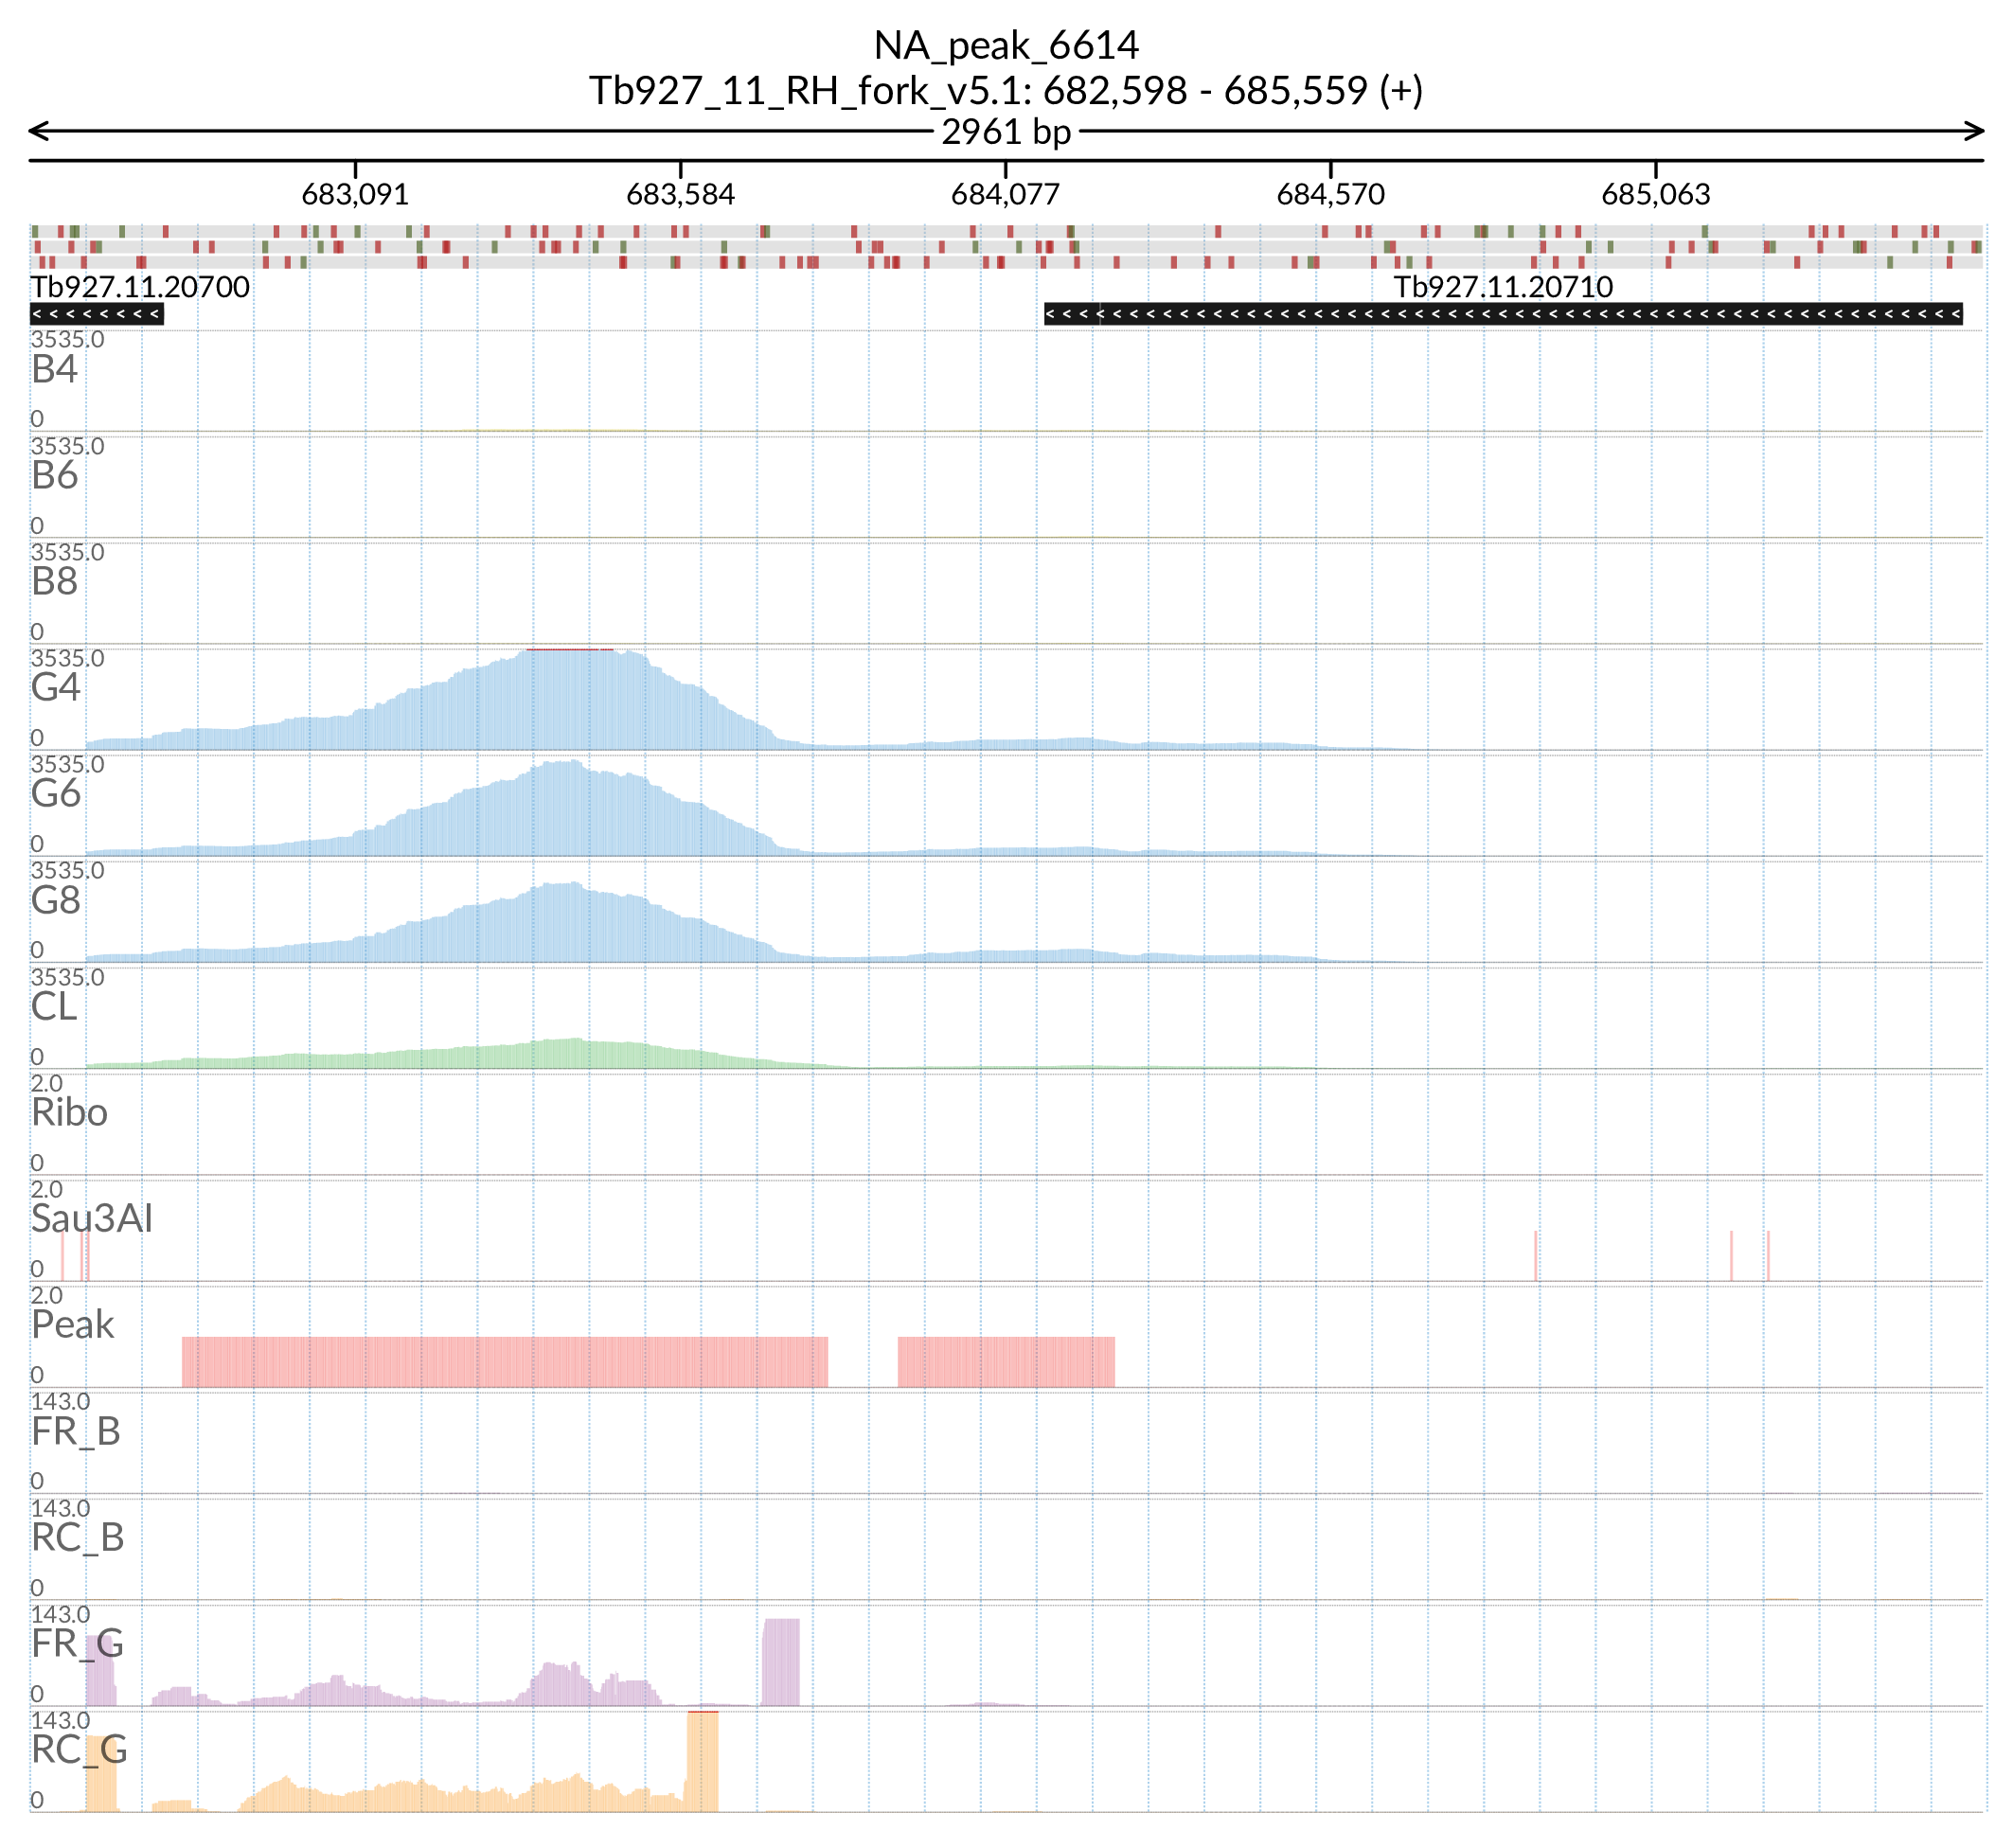 NA_peak_6614
Tb927_11_RH_fork_v5.1: 682,598 - 685,559 (+)
2961 bp
683,091 683,584 684,077 684,570 685,063
Tb927.11.20700 Tb927.11.20710
3535.0
B4
0
3535.0
B6
0
3535.0
B8
0
3535.0
G4
0
3535.0
G6
0
3535.0
G8
0
3535.0
CL
0
2.0
Ribo
0
2.0
Sau3AI
0
2.0
Peak
0
143.0
FR_B
0
143.0
RC_B
0
143.0
FR_G
0
143.0
RC_G
0